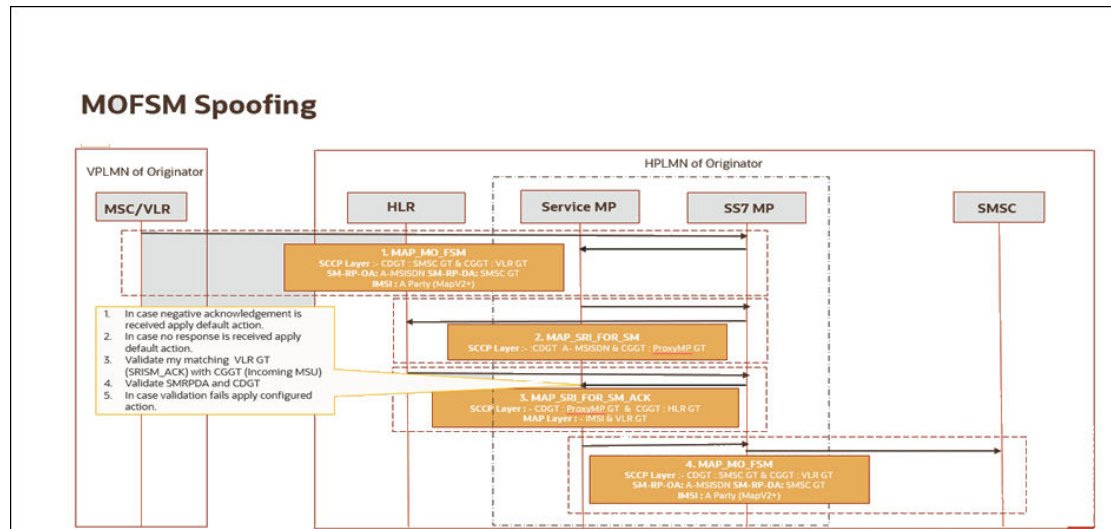 MOFSM Spoofing
VPLMN of Originator
HPLMN of Originator
MSC/VLR
HLR
Service MP
SS7 MP
SMSC
1. MAP_MO_FSM
SCCP Layer :- CDGT : SMSC GT & CGGT : VLR GT
SM-RP-OA: A-MSISDN SM-RP-DA: SMSC GT
IMSI : A Party (MapV2+)
1. In case negative acknowledgement is
received apply default action.
2. In case no response is received apply
default action.
3. Validate my matching VLR GT
(SRISM_ACK) with CGGT (Incoming MSU)
4. Validate SMRPDA and CDGT
5. In case validation fails apply configured
action.
2. MAP_SRI_FOR_SM
SCCP Layer :- :CDGT A- MSISDN & CGGT : ProxyMP GT
3. MAP_SRI_FOR_SM_ACK
SCCP Layer : - CDGT : ProxyMP GT & CGGT : HLR GT
MAP Layer : - IMSI & VLR GT
4. MAP_MO_FSM
SCCP Layer :- CDGT : SMSC GT & CGGT : VLR GT
SM-RP-OA: A-MSISDN SM-RP-DA: SMSC GT
IMSI : A Party (MapV2+)